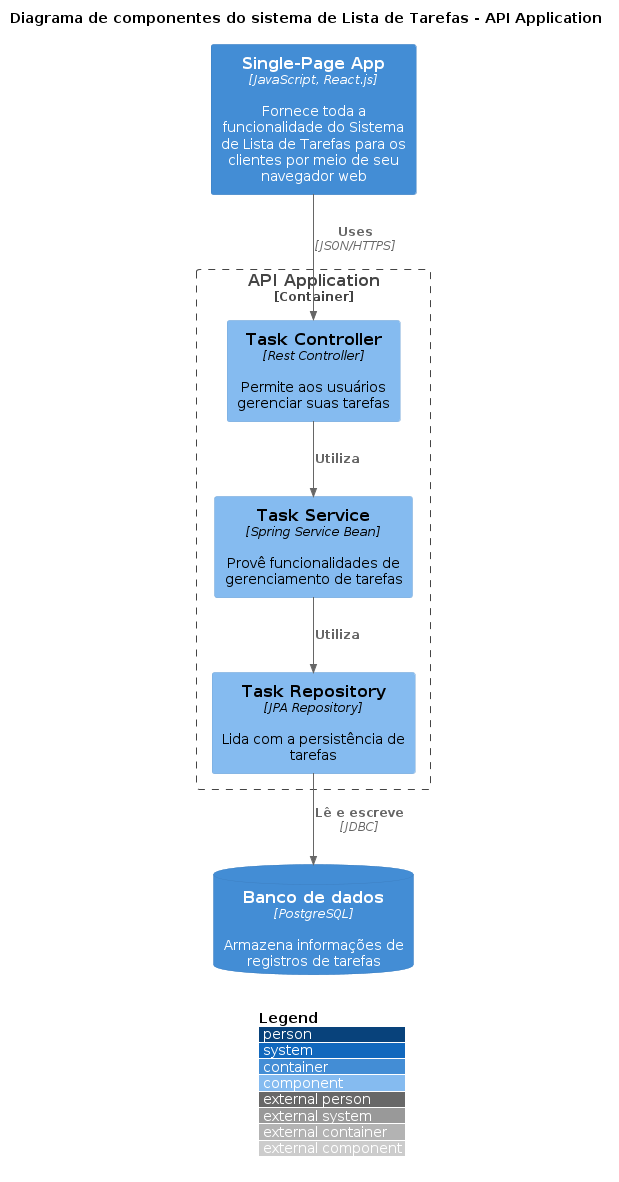 Diagrama de componentes do sistema de Lista de Tarefas - API Application
Single-Page App
[JavaScript, React.js]
Fornece toda a
funcionalidade do Sistema
de Lista de Tarefas para os
clientes por meio de seu
navegador web
Uses
[JSON/HTTPS]
API Application
[Container]
Task Controller
[Rest Controller]
Permite aos usuários
gerenciar suas tarefas
Utiliza
Task Service
[Spring Service Bean]
Provê funcionalidades de
gerenciamento de tarefas
Utiliza
Task Repository
[JPA Repository]
Lida com a persistência de
tarefas
Lê e escreve
[JDBC]
Banco de dados
[PostgreSQL]
Armazena informações de
registros de tarefas
Legend
person
system
container
component
external person
external system
external container
external component